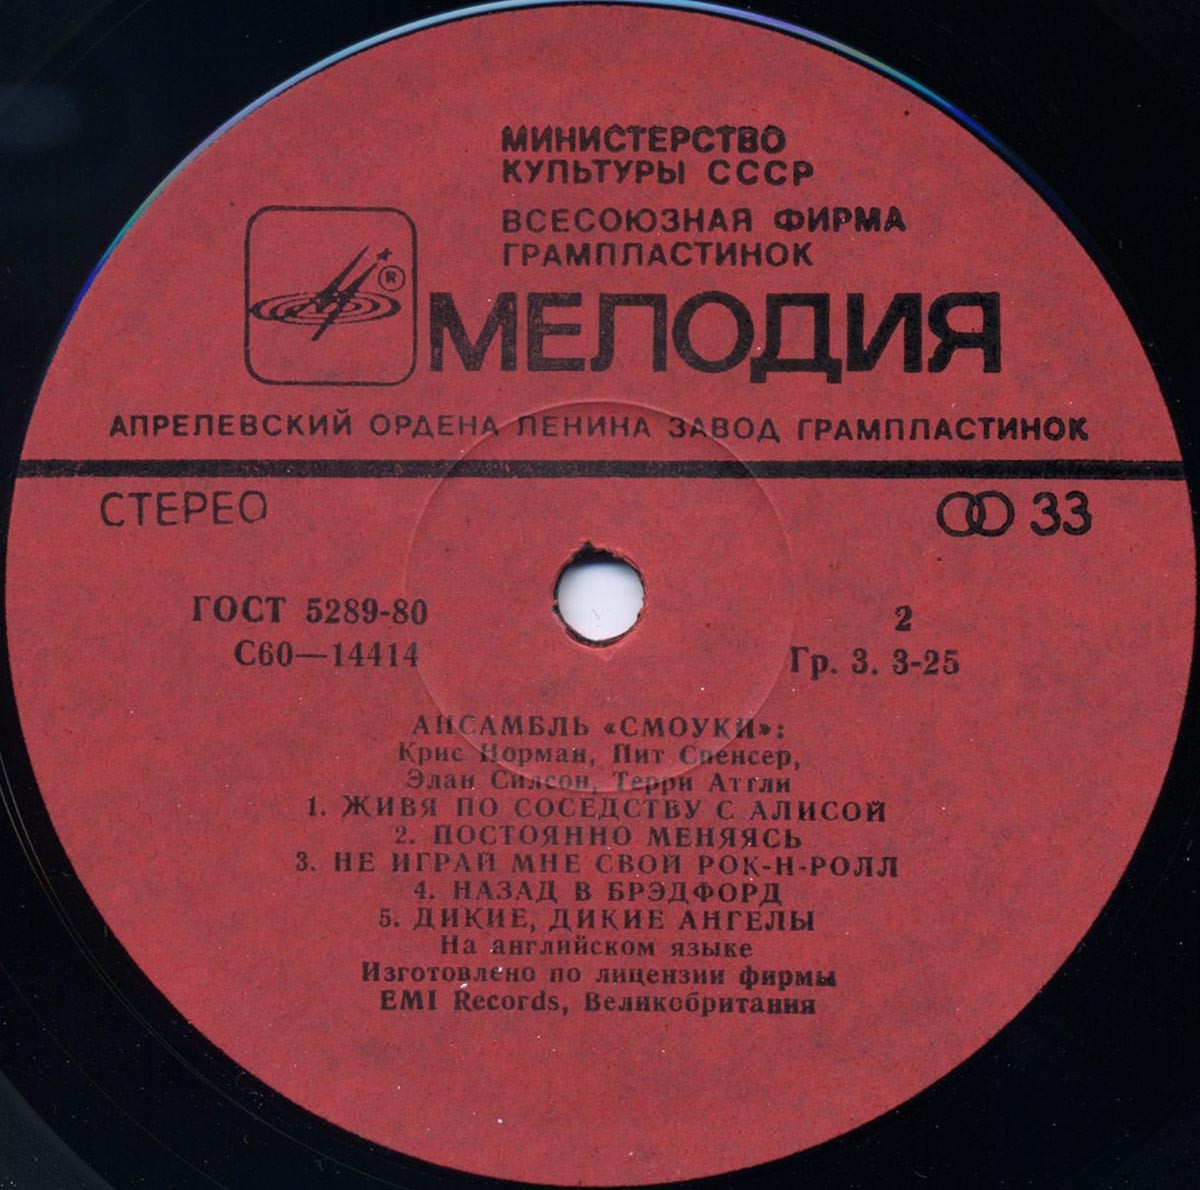 МИНИСТЕРСТВО
КУЛЬТУРЫ СССР
ВСЕСОЮЗНАЯ ФИРМА
ГРАМПЛАСТИНОК
®
МЕЛОДИЯ
АПРЕЛЕВСКИЙ ОРДЕНА ЛЕНИНА ЗАВОД ГРАМПЛАСТИНОК
СТЕРЕО
33
ГОСТ 5289-80
2
С60—14414
Гр. 3. 3-25
АНСАМБЛЬ «СМОУКИ»:
Крис Норман, Пит Спенсер,
Элан Силсон, Терри Аттли
1. ЖИВЯ ПО СОСЕДСТВУ С АЛИСОЙ
2. ПОСТОЯННО МЕНЯЯСЬ
3. НЕ ИГРАЙ МНЕ СВОЙ РОК-Н-РОЛЛ
4. НАЗАД В БРЭДФОРД
5. ДИКИЕ, ДИКИЕ АНГЕЛЫ
На английском языке
Изготовлено по лицензии фирмы
EMI Records, Великобритания